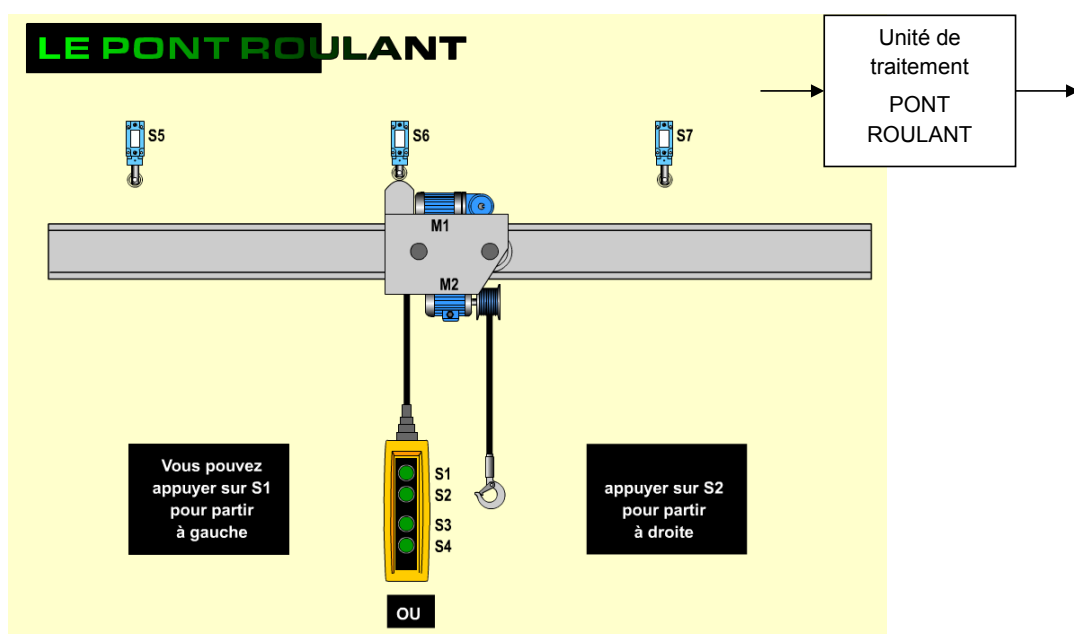 LE PONT ROULANT
Unité de
traitement
PONT
ROULANT
S5
S6
S7
M1
M2
S1
S2
S3
S4
Vous pouvez
appuyer sur S1
pour partir
à gauche
appuyer sur S2
pour partir
à droite
OU